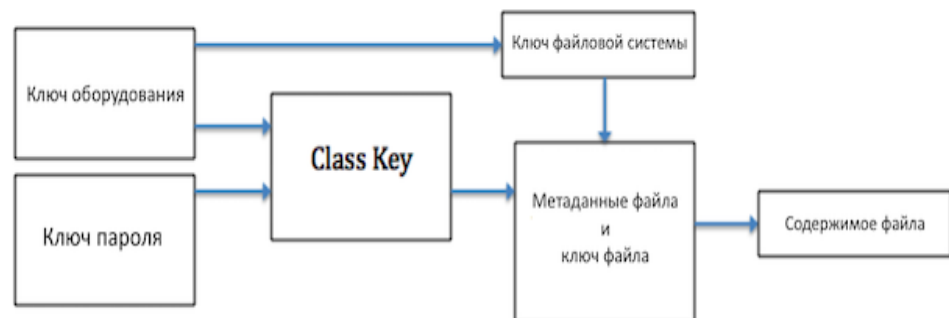 Ключ оборудования
Ключ файловой системы
Class Key
Ключ пароля
Метаданные файла
и
ключ файла
Содержимое файла